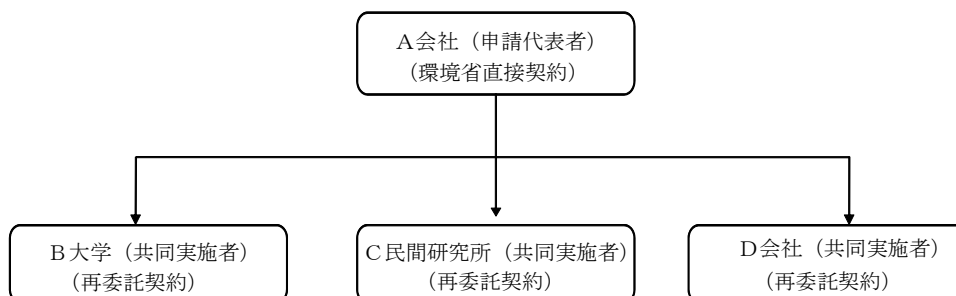 A会社（申請代表者）
（環境省直接契約）
B大学（共同実施者）
（再委託契約）
C民間研究所（共同実施者）
（再委託契約）
D会社（共同実施者）
（再委託契約）